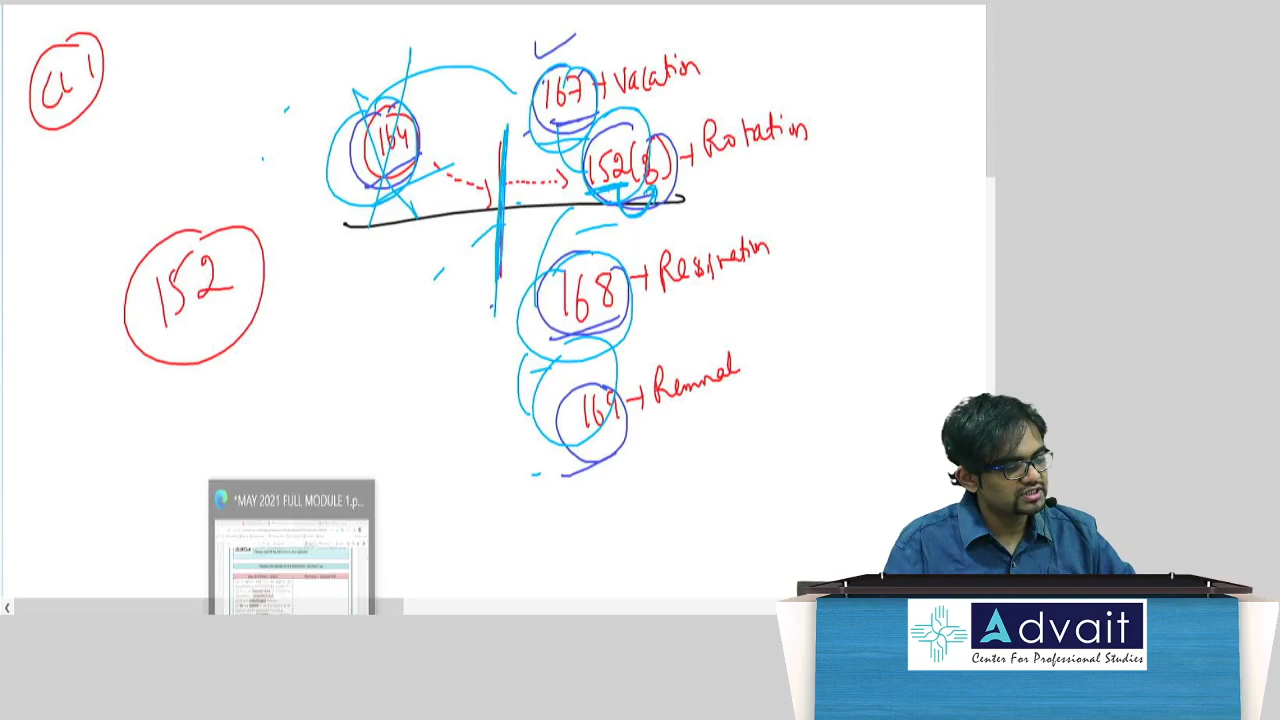 167 → Vacation
164
152(6) → Rotation
152
168 → Resignation
169 → Removal
*MAY 2021 FULL MODULE 1.p...
Advait
Center For Professional Studies